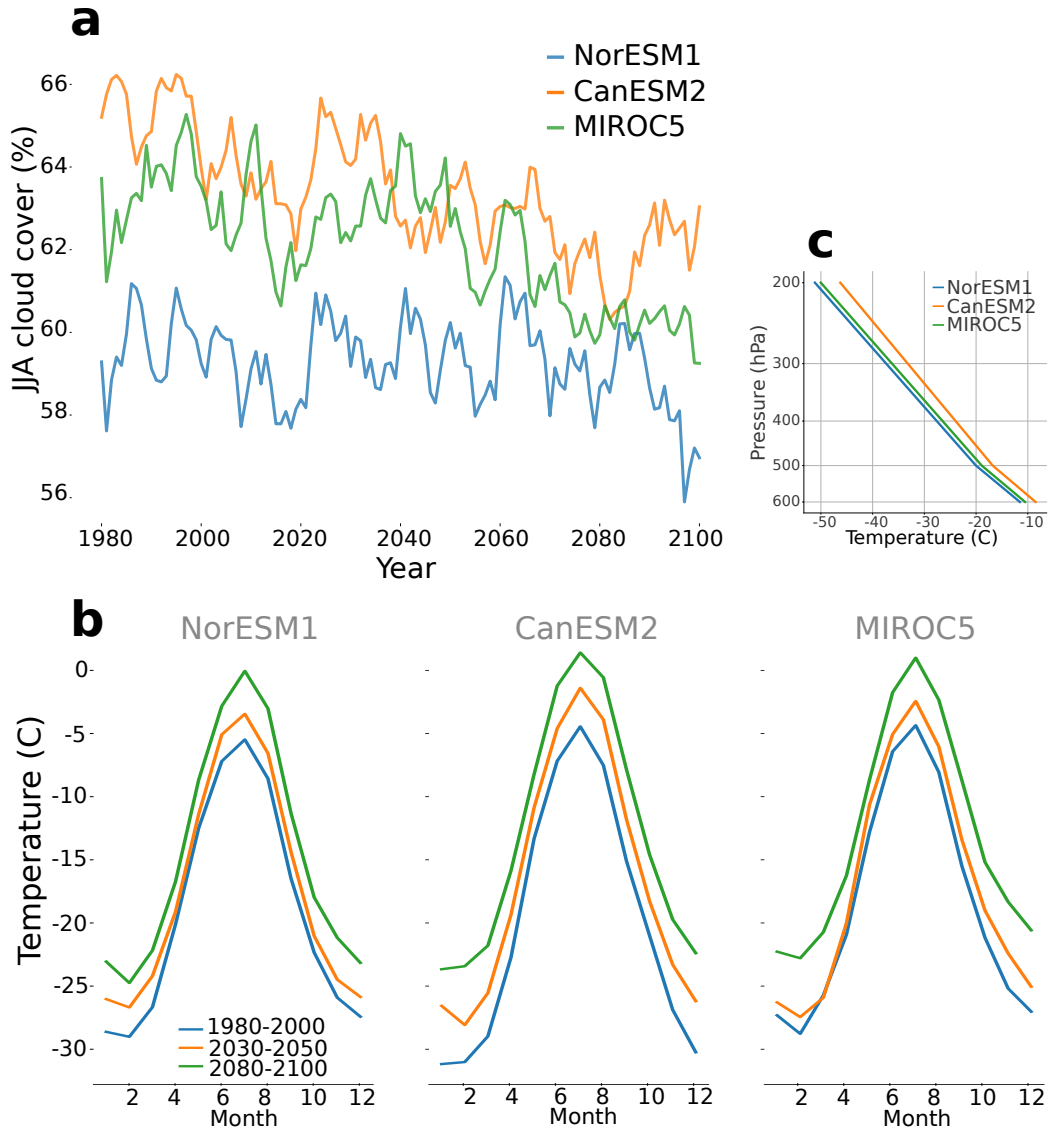 a
NorESM1
CanESM2
MIROC5
JJA cloud cover (%)
66
64
62
60
58
56
1980 2000 2020 2040 2060 2080 2100
Year
c
NorESM1
CanESM2
MIROC5
Pressure (hPa)
200
300
400
500
600
-50 -40 -30 -20 -10
Temperature (C)
b
NorESM1 CanESM2 MIROC5
Temperature (C)
0
-5
-10
-15
-20
-25
-30
1980-2000
2030-2050
2080-2100
2 4 6 8 10 12 2 4 6 8 10 12 2 4 6 8 10 12
Month Month Month